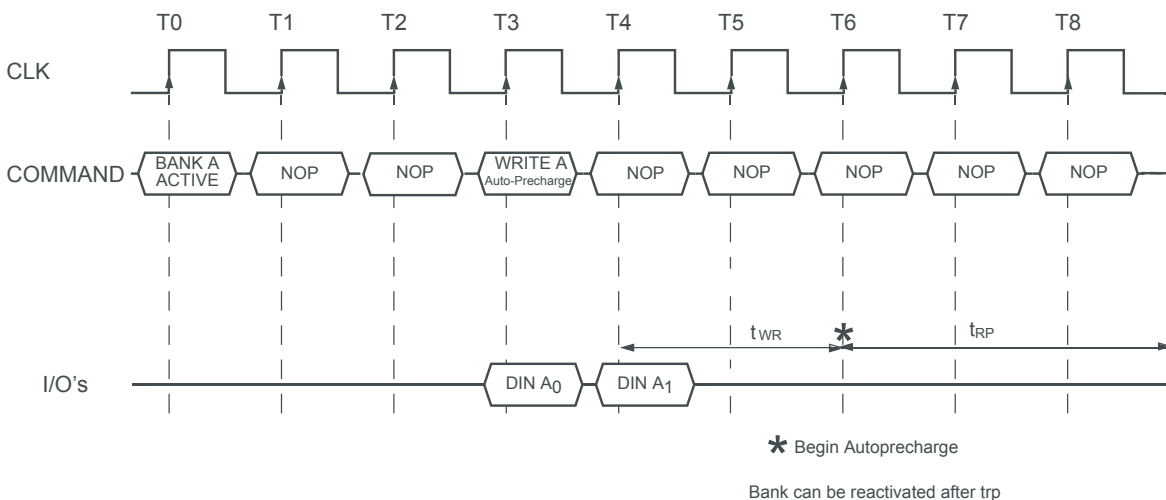 T0 T1 T2 T3 T4 T5 T6 T7 T8
CLK
COMMAND
BANK A
ACTIVE
NOP
NOP
WRITE A
Auto-Precharge
NOP
NOP
NOP
NOP
NOP
tWR
*
tRP
I/O's
DIN A0
DIN A1
* Begin Autoprecharge
Bank can be reactivated after trp